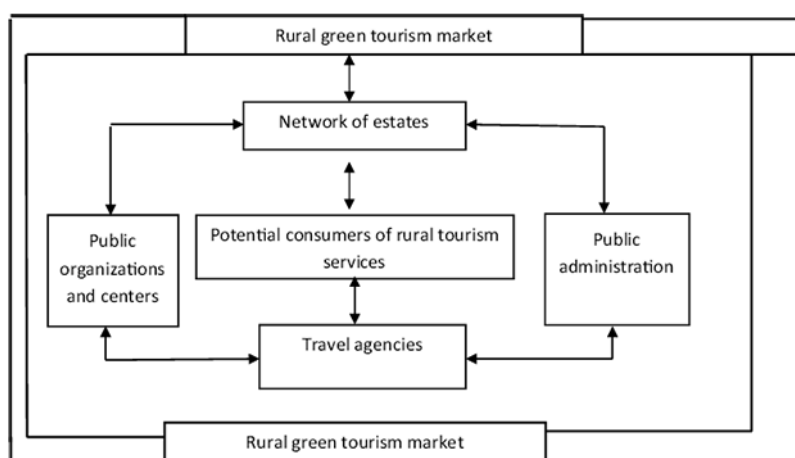 Rural green tourism market
Network of estates
Public
organizations
and centers
Potential consumers of rural tourism
services
Public
administration
Travel agencies
Rural green tourism market